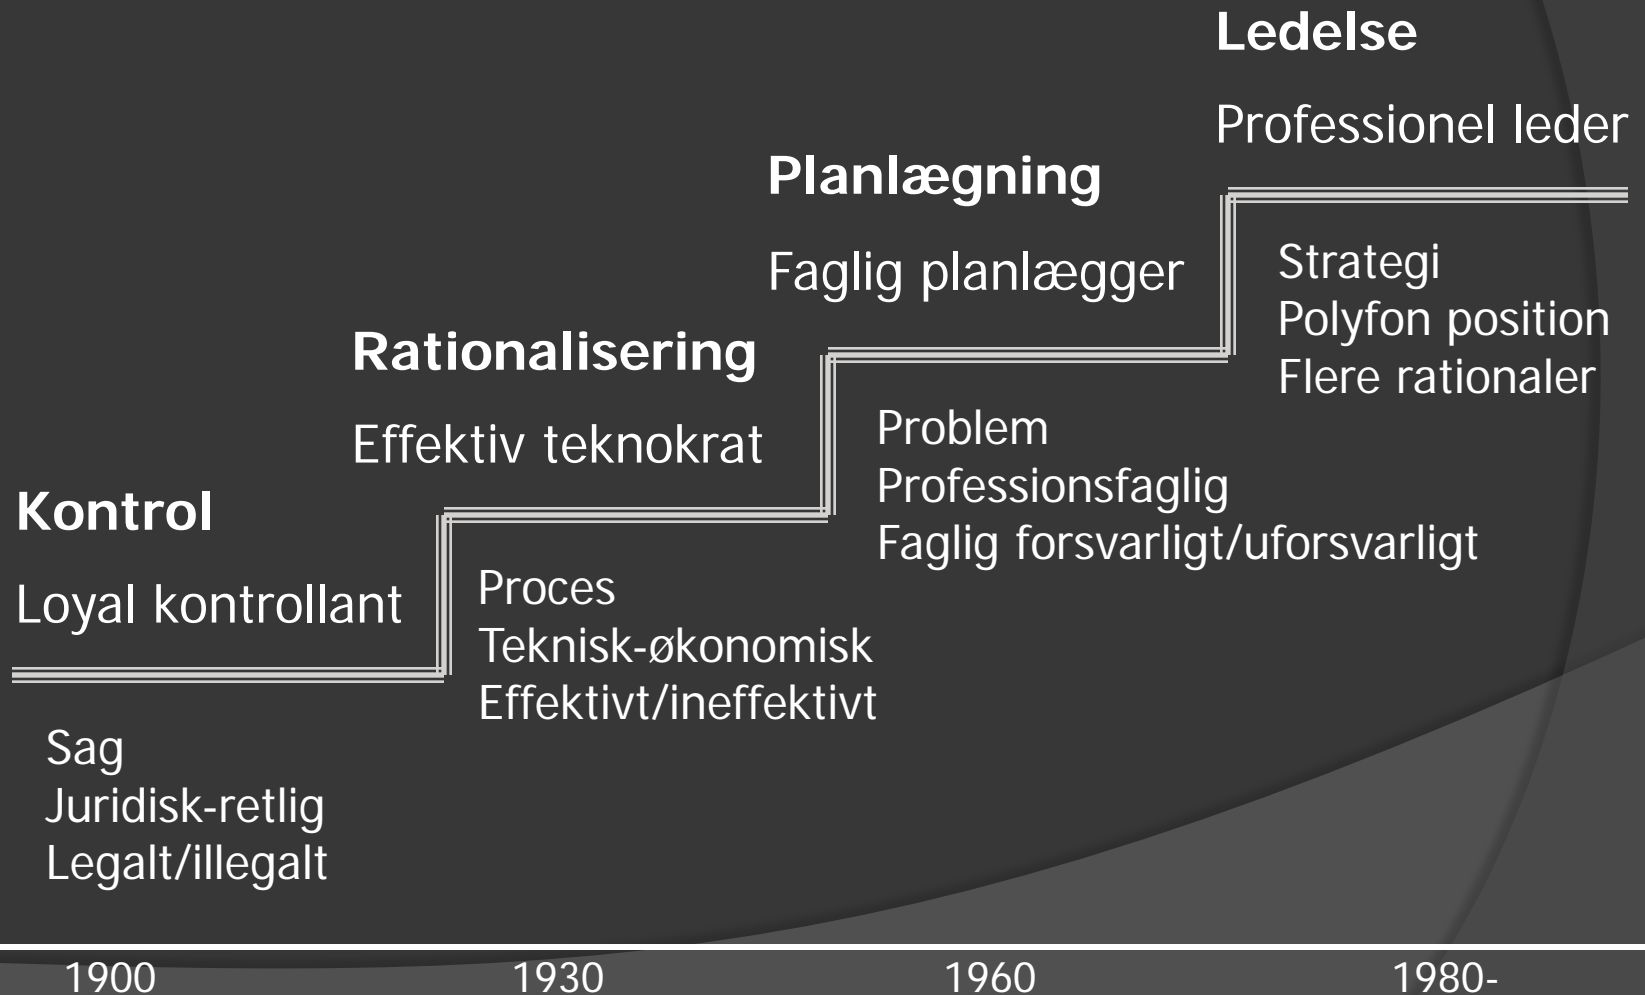 Ledelse
Professionel leder
Planlægning
Faglig planlægger
Strategi
Polyfon position
Flere rationaler
Rationalisering
Effektiv teknokrat
Problem
Professionsfaglig
Faglig forsvarligt/uforsvarligt
Kontrol
Loyal kontrollant
Proces
Teknisk-økonomisk
Effektivt/ineffektivt
Sag
Juridisk-retlig
Legalt/illegalt
1900
1930
1960
1980-